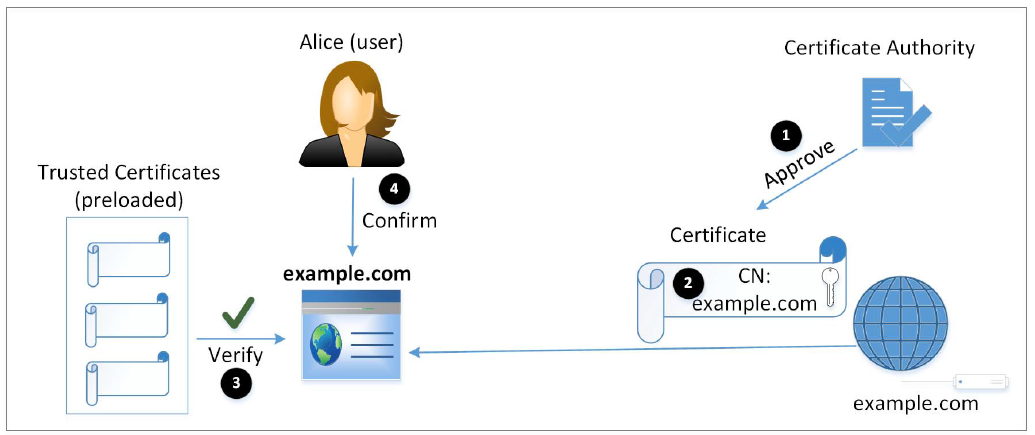 Alice (user)
Certificate Authority
1
Approve
Trusted Certificates
(preloaded)
4
Confirm
Certificate
2
CN:
example.com
example.com
Verify
3
example.com